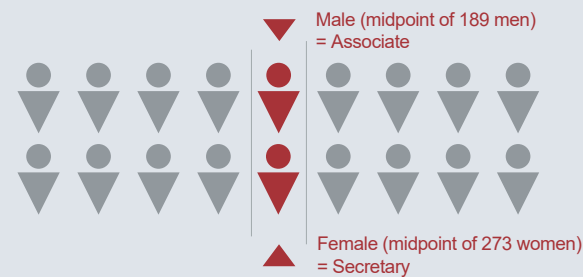 Male (midpoint of 189 men)
= Associate
Female (midpoint of 273 women)
= Secretary